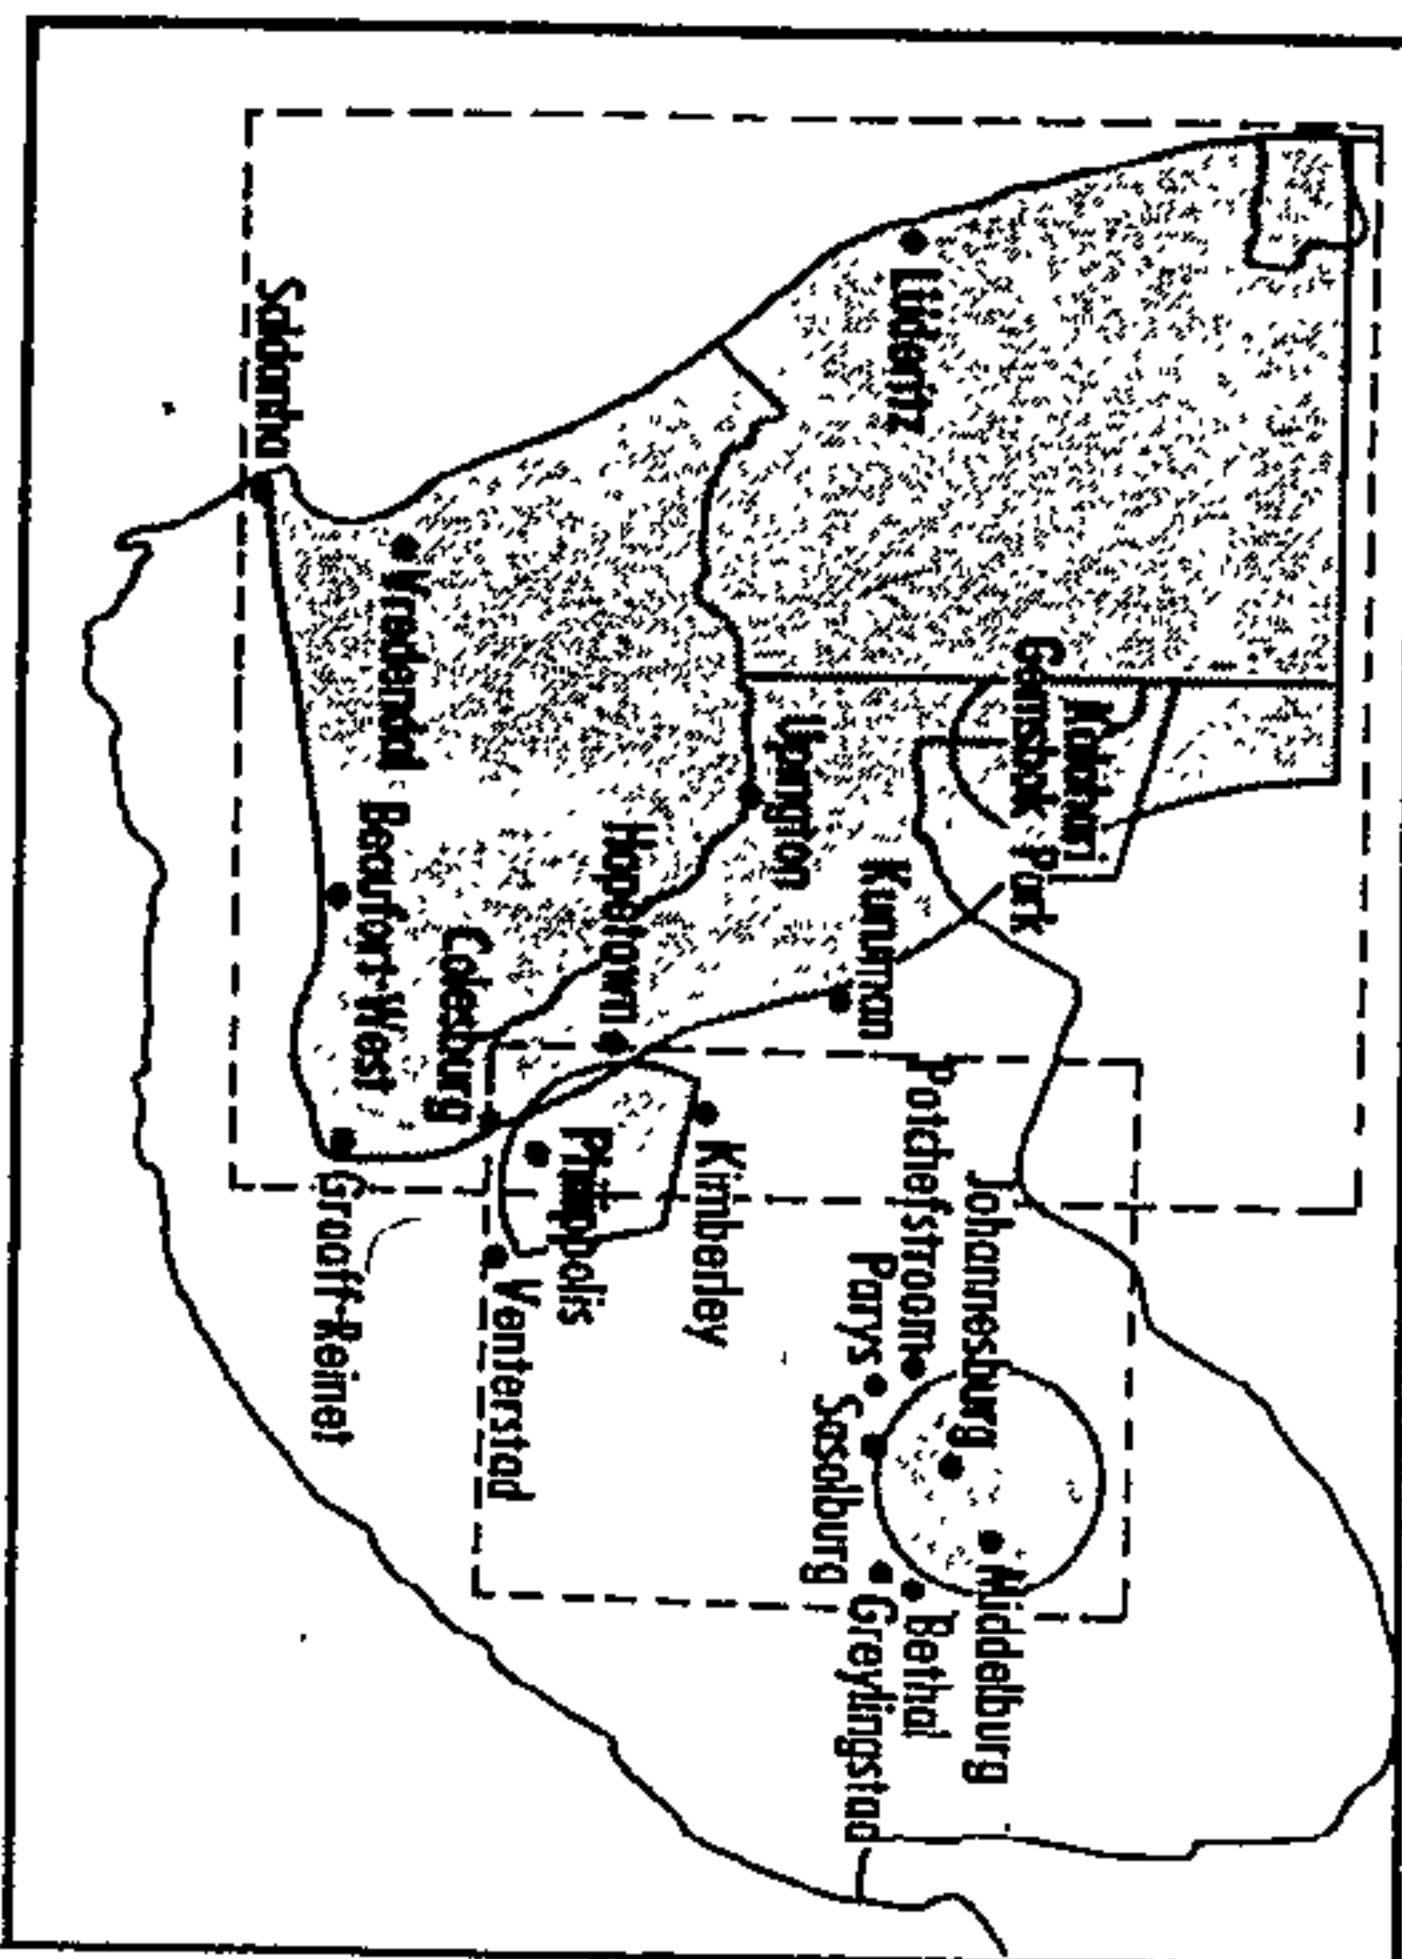 Lüderitz
Kalahari
Gemsbok Park
Upington
Kuruman
Saldanha
Vredendal
Beaufort-West
Colesburg
Hopetown
Graaff-Reinet
Kimberley
Philippolis
Venterstad
Potchefstroom
Johannesburg
Parys
Sasolburg
Middelburg
Bethal
Greylingstad